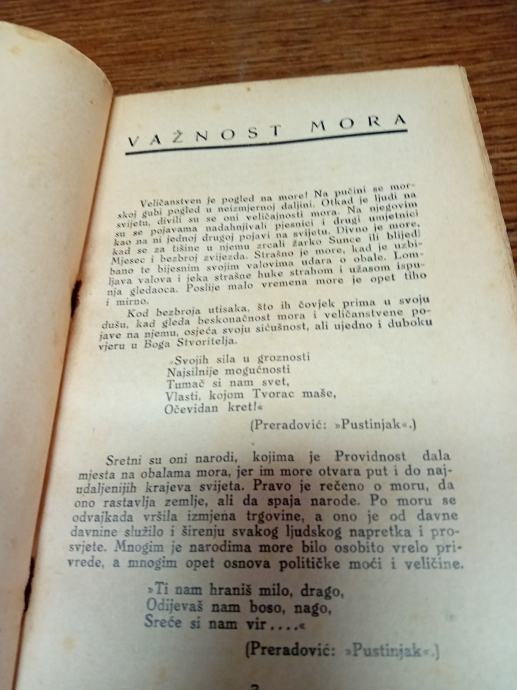 VAŽNOST MORA
Veličanstven je pogled na more! Na pučini se mor-
skoj gubi pogled u neizmjernoj daljini. Otkad je ljudi na
svijetu, divili su se oni veličajnosti mora. Na njegovim
su se pojavama nadahnjivali pjesnici i drugi umjetnici
kao na ni jednoj drugoj pojavi na svijetu. Divno je more,
kad se za tišine u njemu zrcali žarko Sunce ili blijedi
Mjesec i bezbroj zvijezda. Strašno je more, kad je uzbi-
bano te bijesnim svojim valovima udara o obale. Lom-
ljava valova i jeka strašne huke strahom i užasom ispu-
nja gledaoca. Poslije malo vremena more je opet tiho
i mirno.
Kod bezbroja utisaka, što ih čovjek prima u svoju
dušu, kad gleda beskonačnost mora i veličanstvene po-
jave na njemu, osjeća svoju sićušnost, ali ujedno i duboku
vjeru u Boga Stvoritelja.
»Svojih sila u groznosti
Najsilnije mogućnosti
Tumač si nam svet,
Vlasti, kojom Tvorac maše,
Očevidan kret!«
(Preradović: »Pustinjak«.)
Sretni su oni narodi, kojima je Providnost dala
mjesta na obalama mora, jer im more otvara put i do naj-
udaljenijih krajeva svijeta. Pravo je rečeno o moru, da
ono rastavlja zemlje, ali da spaja narode. Po moru se
odvajkada vršila izmjena trgovine, a ono je od davne
davnine služilo i širenju svakog ljudskog napretka i pro-
svjete. Mnogim je narodima more bilo osobito vrelo pri-
vrede, a mnogim opet osnova političke moći i veličine.
»Ti nam hraniš milo, drago,
Odijevaš nam boso, nago,
Sreće si nam vir....«
(Preradović: »Pustinjak«.)